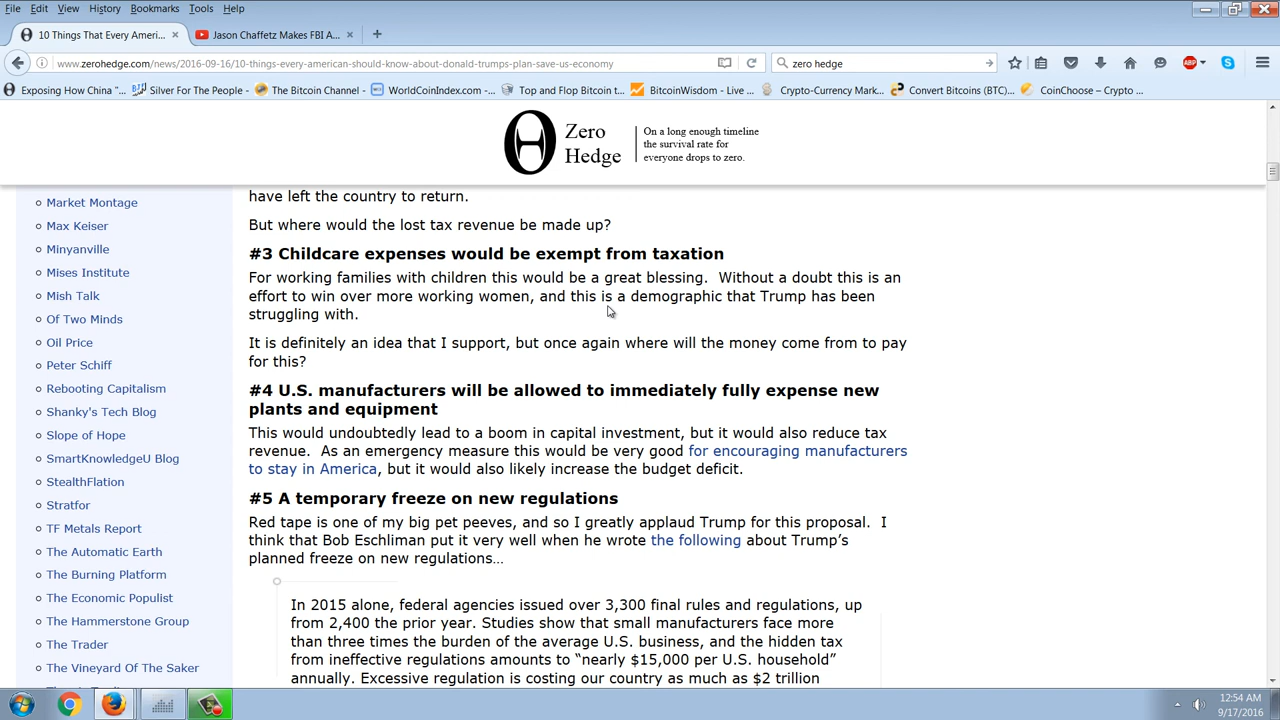 File Edit View History Bookmarks Tools Help
10 Things That Every Ameri... × Jason Chaffetz Makes FBI A... × +
www.zerohedge.com/news/2016-09-16/10-things-every-american-should-know-about-donald-trumps-plan-save-us-economy zero hedge ABP
Exposing How China "... Silver For The People - ... The Bitcoin Channel - ... WorldCoinIndex.com - ... Top and Flop Bitcoin t... BitcoinWisdom - Live ... Crypto-Currency Mark... Convert Bitcoins (BTC)... CoinChoose – Crypto ...
Zero
Hedge
On a long enough timeline
the survival rate for
everyone drops to zero.
Market Montage
Max Keiser
Minyanville
Mises Institute
Mish Talk
Of Two Minds
Oil Price
Peter Schiff
Rebooting Capitalism
Shanky's Tech Blog
Slope of Hope
SmartKnowledgeU Blog
StealthFlation
Stratfor
TF Metals Report
The Automatic Earth
The Burning Platform
The Economic Populist
The Hammerstone Group
The Trader
The Vineyard Of The Saker
have left the country to return.
But where would the lost tax revenue be made up?
#3 Childcare expenses would be exempt from taxation
For working families with children this would be a great blessing. Without a doubt this is an
effort to win over more working women, and this is a demographic that Trump has been
struggling with.
It is definitely an idea that I support, but once again where will the money come from to pay
for this?
#4 U.S. manufacturers will be allowed to immediately fully expense new
plants and equipment
This would undoubtedly lead to a boom in capital investment, but it would also reduce tax
revenue. As an emergency measure this would be very good for encouraging manufacturers
to stay in America, but it would also likely increase the budget deficit.
#5 A temporary freeze on new regulations
Red tape is one of my big pet peeves, and so I greatly applaud Trump for this proposal. I
think that Bob Eschliman put it very well when he wrote the following about Trump’s
planned freeze on new regulations…
In 2015 alone, federal agencies issued over 3,300 final rules and regulations, up
from 2,400 the prior year. Studies show that small manufacturers face more
than three times the burden of the average U.S. business, and the hidden tax
from ineffective regulations amounts to “nearly $15,000 per U.S. household”
annually. Excessive regulation is costing our country as much as $2 trillion
12:54 AM
9/17/2016